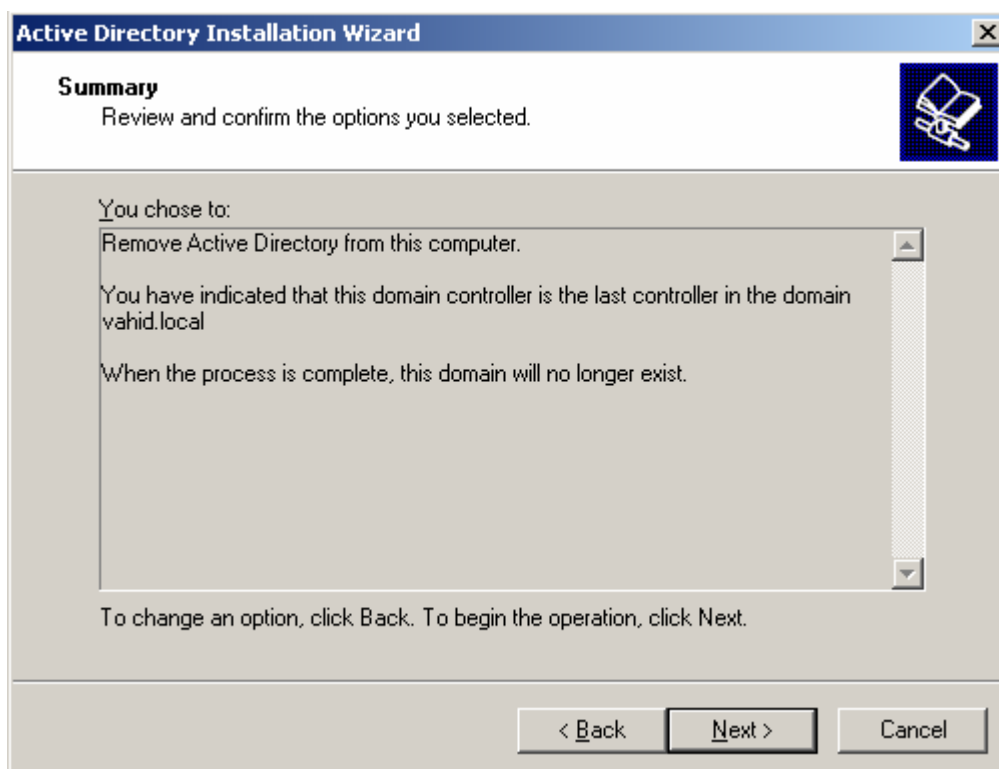 Active Directory Installation Wizard
Summary
Review and confirm the options you selected.
You chose to:
Remove Active Directory from this computer.
You have indicated that this domain controller is the last controller in the domain
vahid.local
When the process is complete, this domain will no longer exist.
To change an option, click Back. To begin the operation, click Next.
< Back
Next >
Cancel